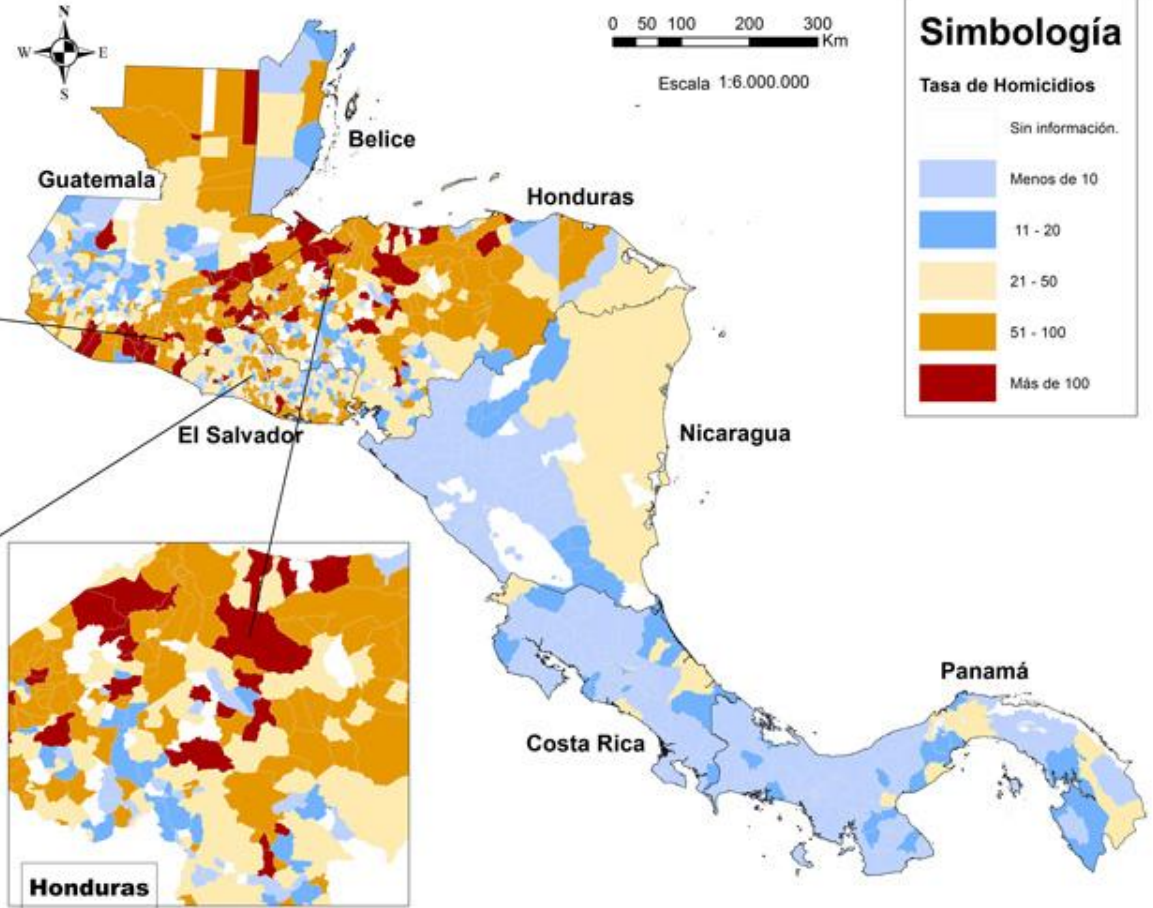 N
W E
S
0 50 100 200 300
Km
Escala 1:6.000.000
Simbología
Tasa de Homicidios
Sin información.
Menos de 10
11 - 20
21 - 50
51 - 100
Más de 100
Belice
Guatemala
Honduras
El Salvador
Nicaragua
Panamá
Costa Rica
Honduras